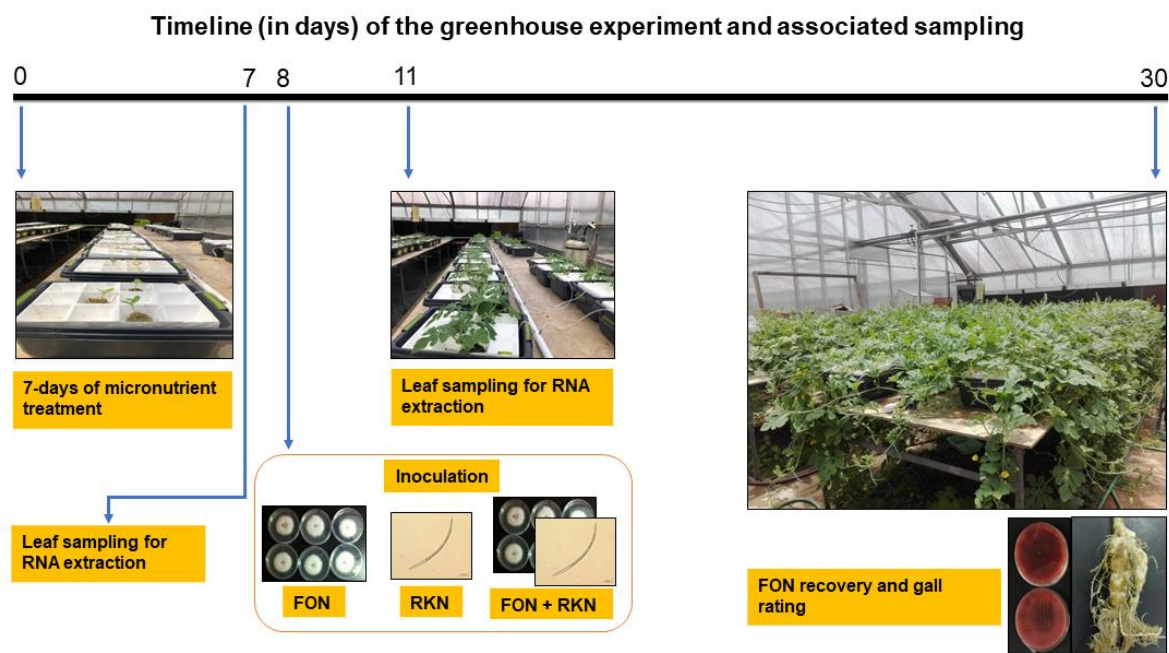 Timeline (in days) of the greenhouse experiment and associated sampling
0
7
8
11
30
7-days of micronutrient
treatment
Leaf sampling for RNA
extraction
Inoculation
Leaf sampling for
RNA extraction
FON
RKN
FON + RKN
FON recovery and gall
rating